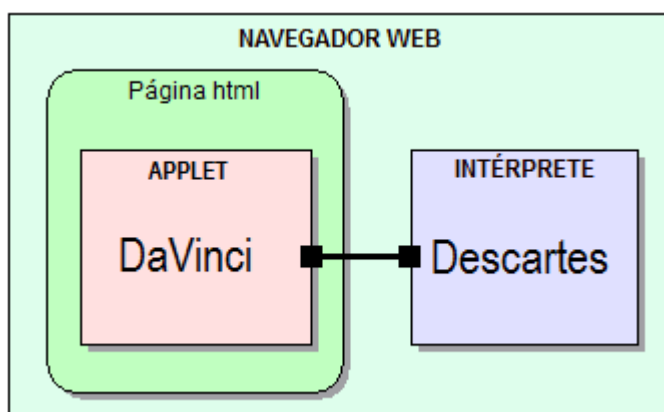 NAVEGADOR WEB
Página html
APPLET
DaVinci
INTÉRPRETE
Descartes